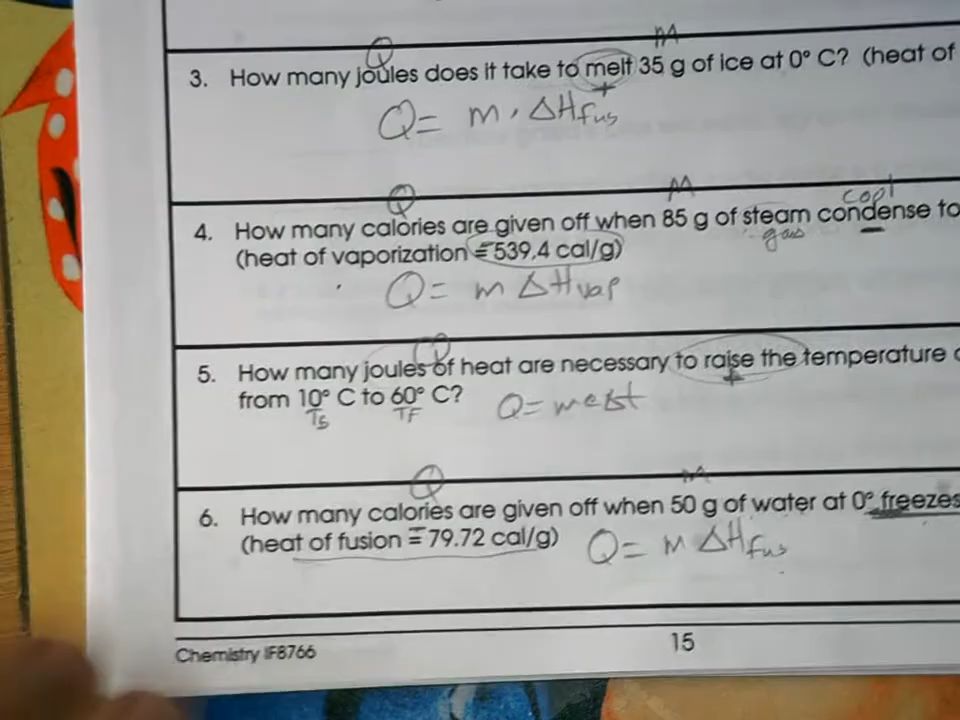 Q M
3. How many joules does it take to melt 35 g of ice at 0° C? (heat of
+
Q= m · ΔHfus
Q M cool
4. How many calories are given off when 85 g of steam condense to
gas –
(heat of vaporization = 539.4 cal/g)
Q= m ΔHvap
Q
5. How many joules of heat are necessary to raise the temperature
+
from 10° C to 60° C? Q=
Ts TF
Q M
6. How many calories are given off when 50 g of water at 0° freezes
(heat of fusion = 79.72 cal/g) Q= m ΔHfus
Chemistry IF8766 15